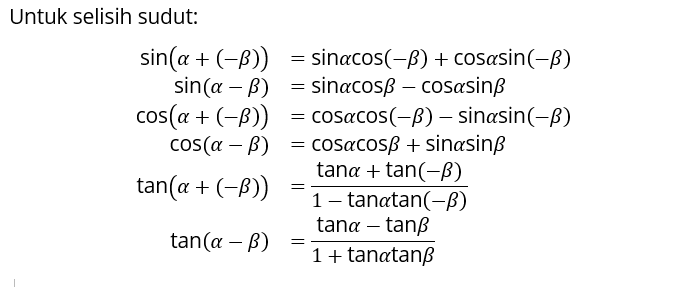 Untuk selisih sudut:
sin(α + (−β)) = sinαcos(−β) + cosαsin(−β)
sin(α − β) = sinαcosβ − cosαsinβ
cos(α + (−β)) = cosαcos(−β) − sinαsin(−β)
cos(α − β) = cosαcosβ + sinαsinβ
tanα + tan(−β)
tan(α + (−β)) =
1 − tanαtan(−β)
tanα − tanβ
tan(α − β) =
1 + tanαtanβ